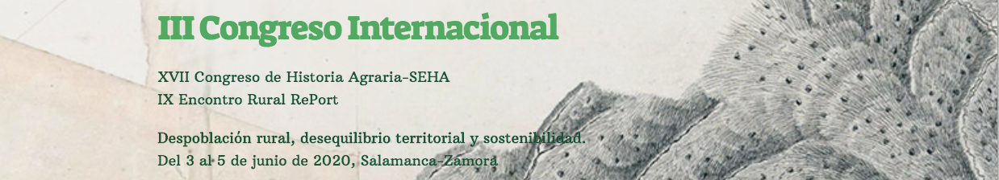 III Congreso Internacional
XVII Congreso de Historia Agraria-SEHA
IX Encontro Rural RePort
Despoblación rural, desequilibrio territorial y sostenibilidad.
Del 3 al 5 de junio de 2020, Salamanca-Zamora